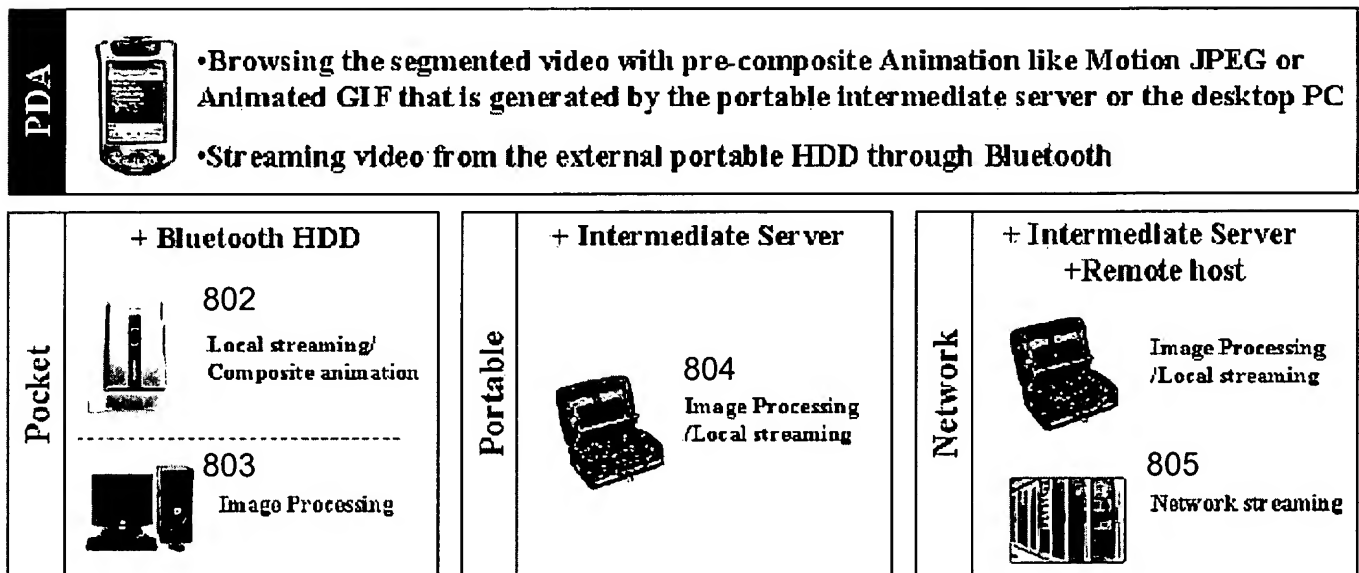 PDA
•Browsing the segmented video with pre-composite Animation like Motion JPEG or
Animated GIF that is generated by the portable intermediate server or the desktop PC
•Streaming video from the external portable HDD through Bluetooth
Pocket
+ Bluetooth HDD
802
Local streaming/
Composite animation
803
Image Processing
Portable
+ Intermediate Server
804
Image Processing
/Local streaming
Network
+ Intermediate Server
+Remote host
Image Processing
/Local streaming
805
Network streaming